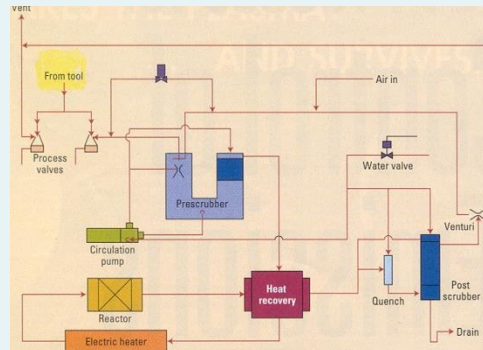 Vent
From tool
Air in
Process
valves
Water valve
Prescrubber
Venturi
Circulation
pump
Heat
recovery
Post
scrubber
Quench
Reactor
Drain
Electric heater